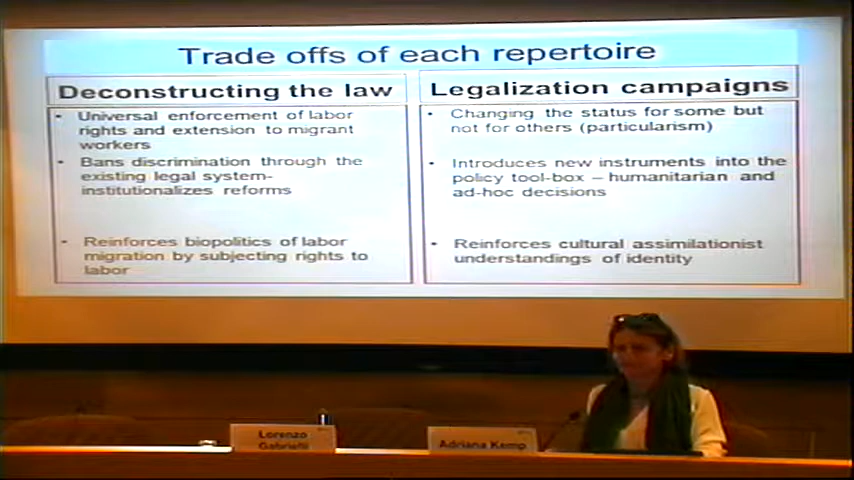 Trade offs of each repertoire
Deconstructing the law
• Universal enforcement of labor
rights and extension to migrant
workers
• Bans discrimination through the
existing legal system-
institutionalizes reforms
• Reinforces biopolitics of labor
migration by subjecting rights to
labor
Legalization campaigns
• Changing the status for some but
not for others (particularism)
• Introduces new instruments into the
policy tool-box – humanitarian and
ad-hoc decisions
• Reinforces cultural assimilationist
understandings of identity
Lorenzo
Gabrielli
Adriana Kemp